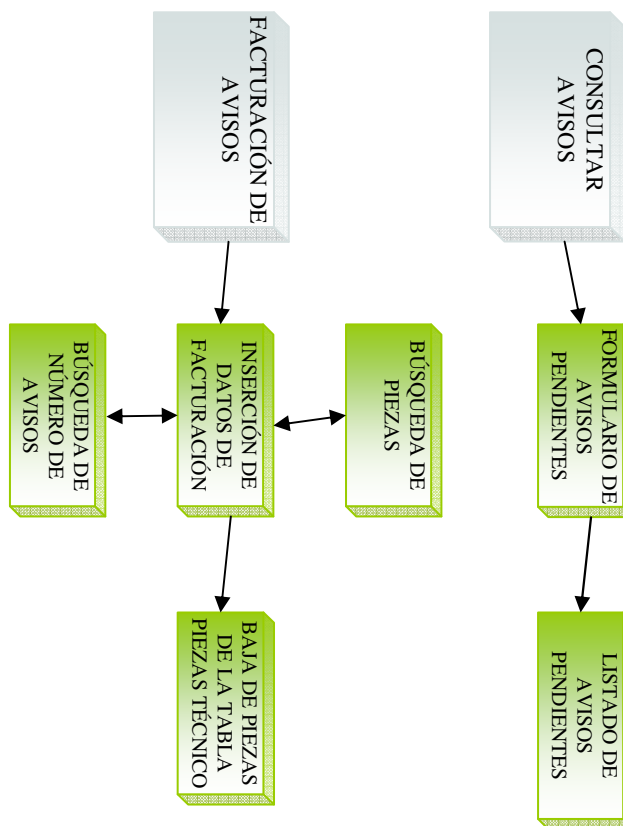 CONSULTAR
AVISOS
FORMULARIO DE
AVISOS
PENDIENTES
LISTADO DE
AVISOS
PENDIENTES
FACTURACIÓN DE
AVISOS
BÚSQUEDA DE
PIEZAS
INSERCIÓN DE
DATOS DE
FACTURACIÓN
BÚSQUEDA DE
NÚMERO DE
AVISOS
BAJA DE PIEZAS
DE LA TABLA
PIEZAS TÉCNICO